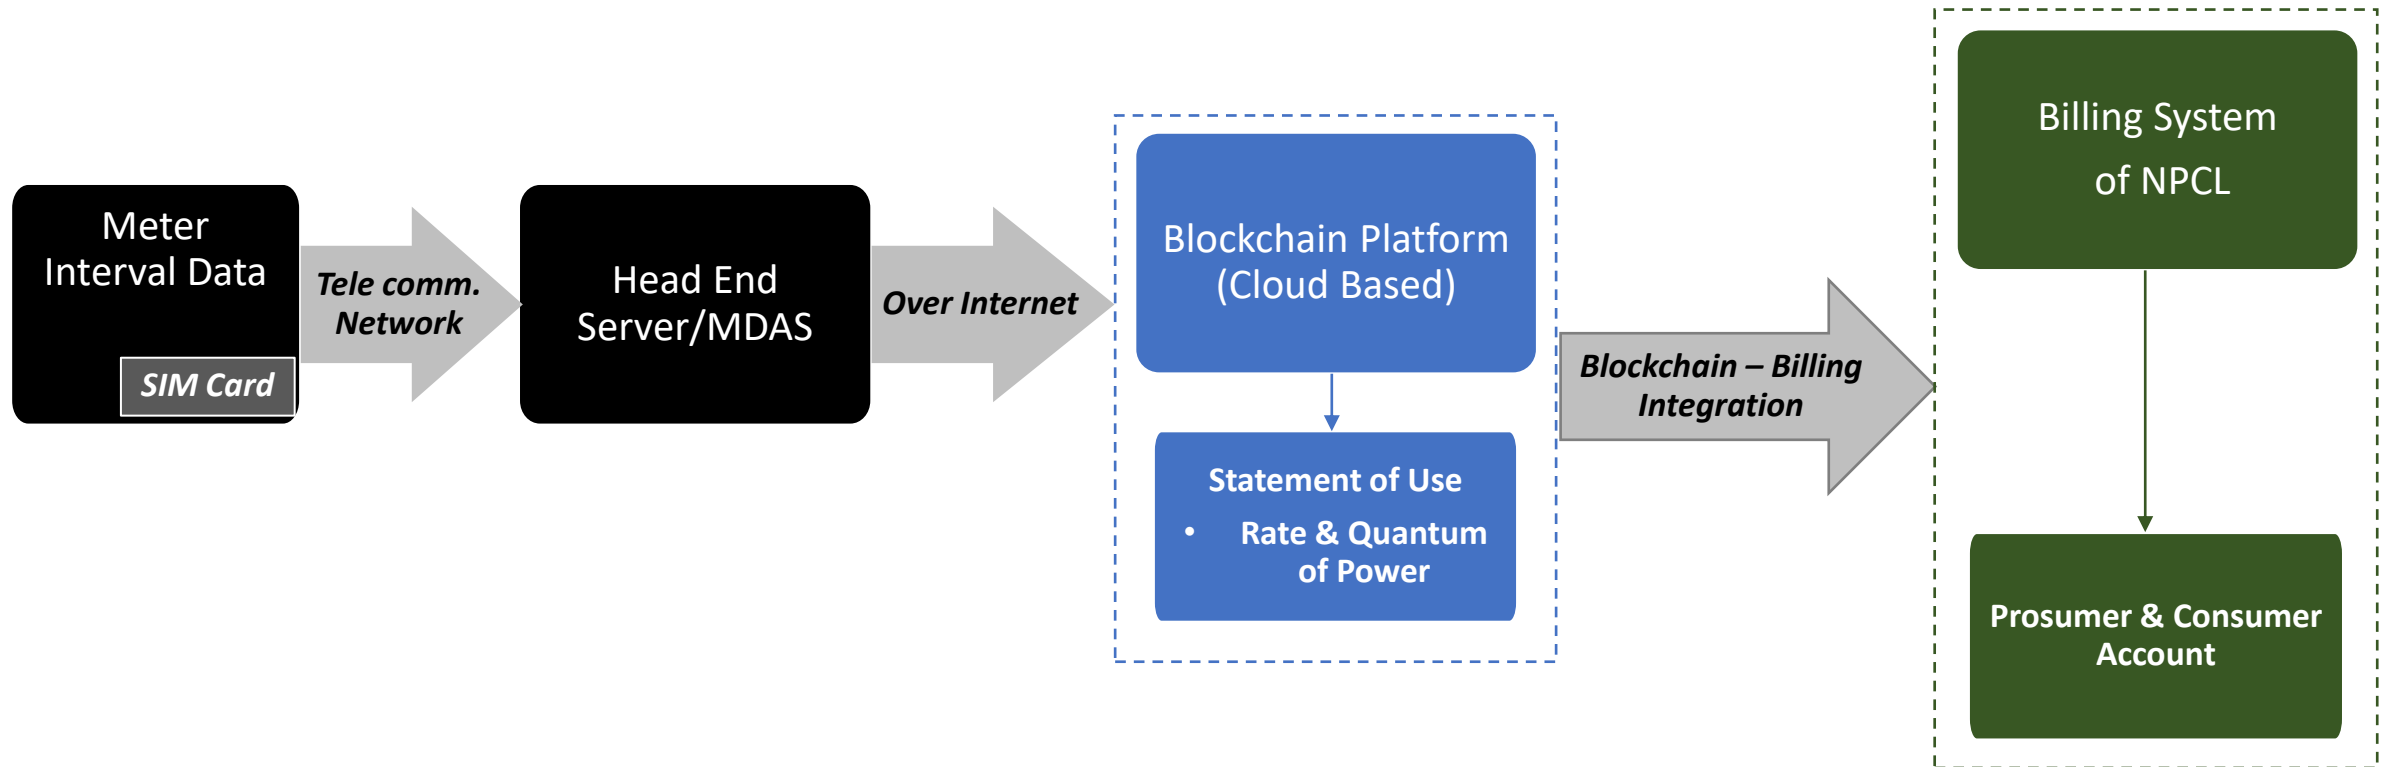 Meter
Interval Data
SIM Card
Tele comm.
Network
Head End
Server/MDAS
Over Internet
Blockchain Platform
(Cloud Based)
Statement of Use
• Rate & Quantum
of Power
Blockchain – Billing
Integration
Billing System
of NPCL
Prosumer & Consumer
Account